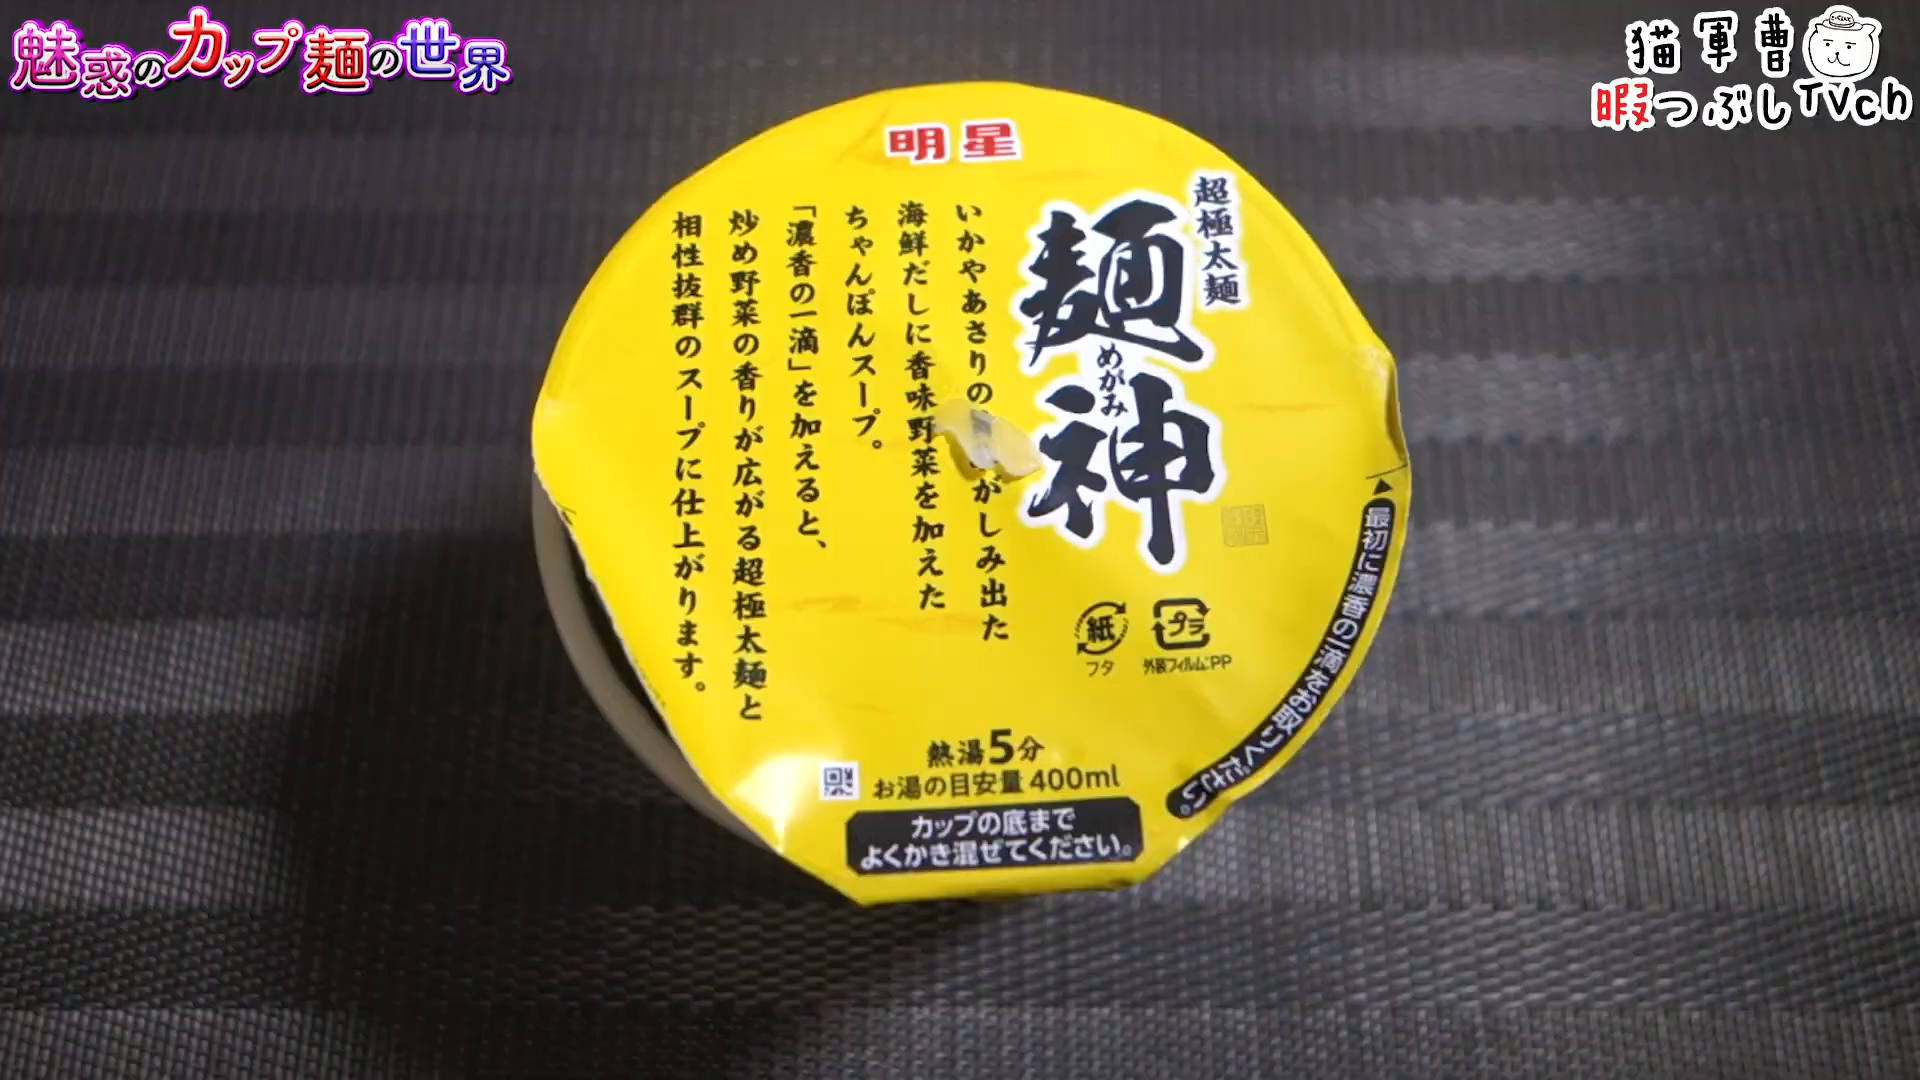 魅惑のカップ麺の世界
猫軍曹
暇つぶしTVch
明星
超極太麺
麺神
めがみ
いかやあさりの がしみ出た
海鮮だしに香味野菜を加えた
ちゃんぽんスープ。
「濃香の一滴」を加えると、
炒め野菜の香りが広がる超極太麺と
相性抜群のスープに仕上がります。
最初に濃香の一滴をお取りください。
紙
フタ
プラ
外装フィルム:PP
熱湯5分
お湯の目安量400ml
カップの底まで
よくかき混ぜてください。